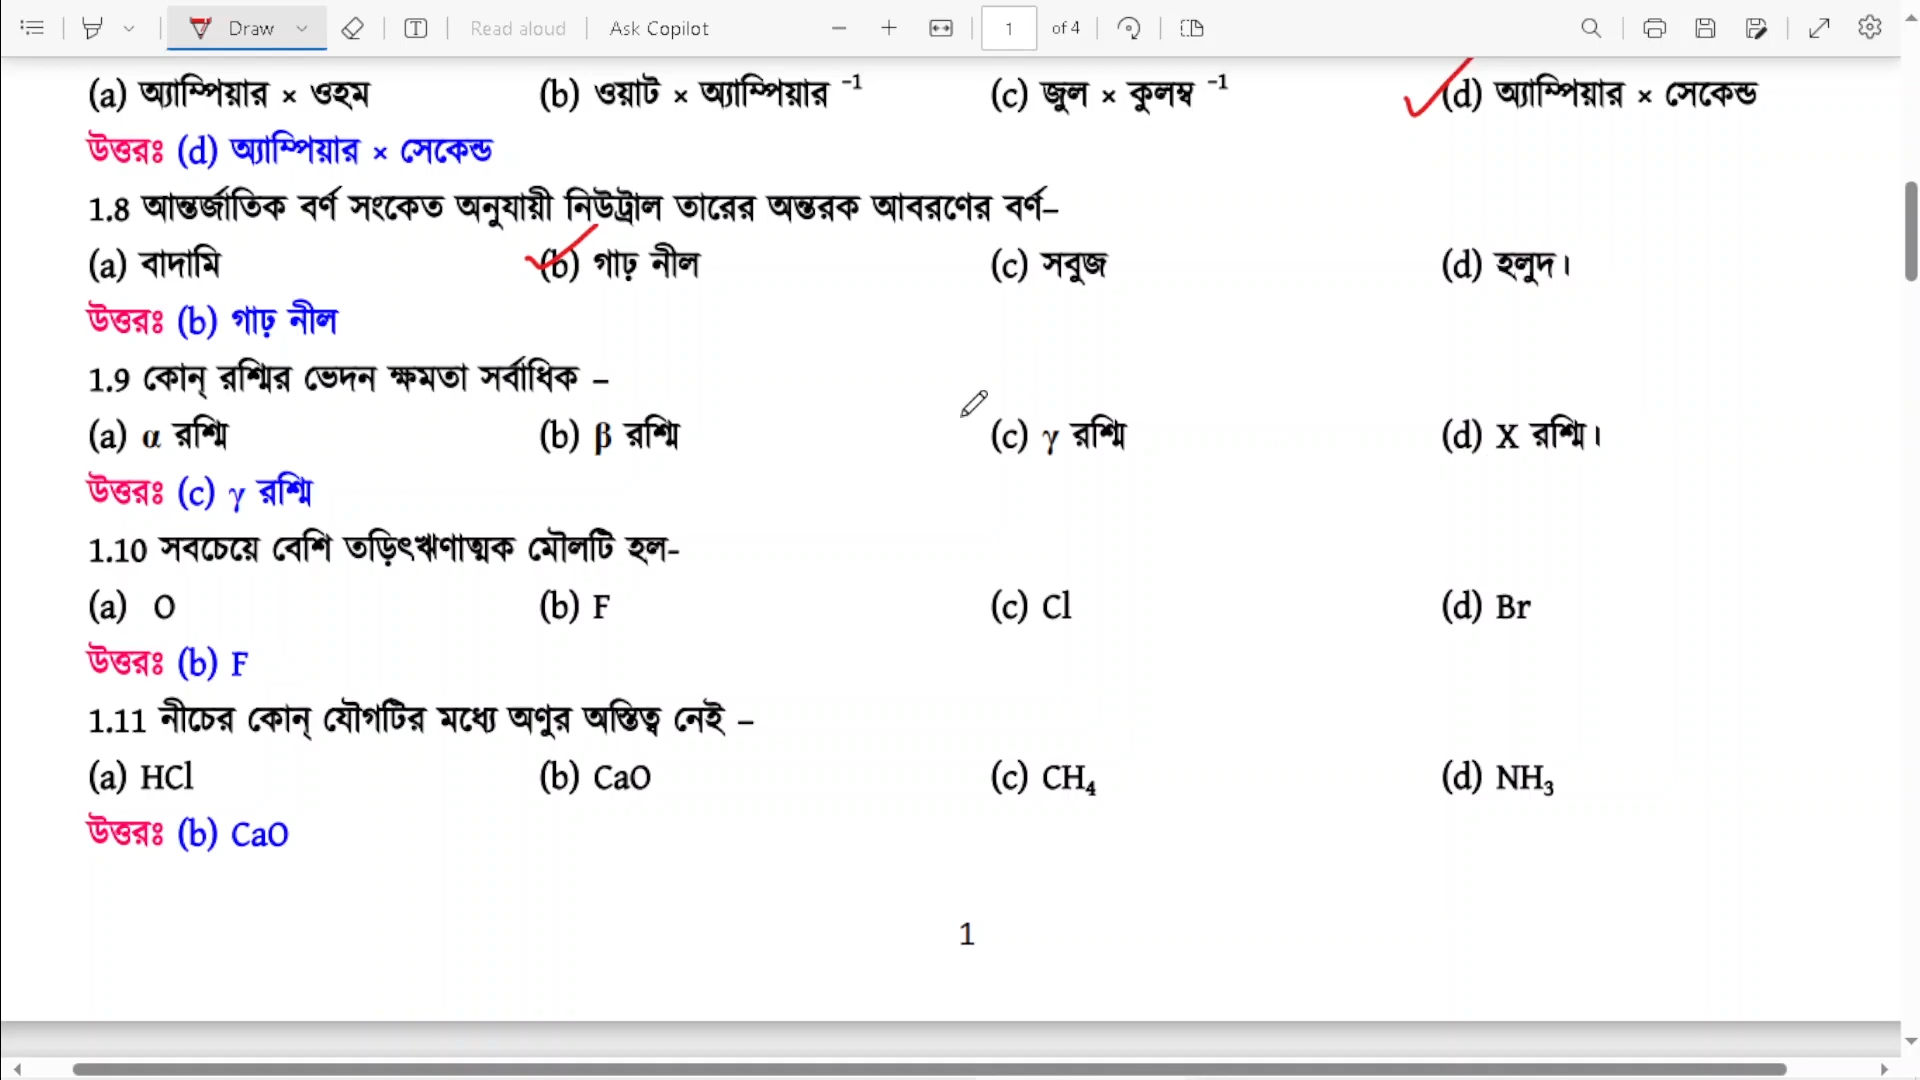 Draw Read aloud Ask Copilot 1 of 4
(a) অ্যাম্পিয়ার × ওহম (b) ওয়াট × অ্যাম্পিয়ার ⁻¹ (c) জুল × কুলম্ব ⁻¹ (d) অ্যাম্পিয়ার × সেকেন্ড
উত্তরঃ (d) অ্যাম্পিয়ার × সেকেন্ড
1.8 আন্তর্জাতিক বর্ণ সংকেত অনুযায়ী নিউট্রাল তারের অন্তরক আবরণের বর্ণ–
(a) বাদামি (b) গাঢ় নীল (c) সবুজ (d) হলুদ।
উত্তরঃ (b) গাঢ় নীল
1.9 কোন্ রশ্মির ভেদন ক্ষমতা সর্বাধিক –
(a) α রশ্মি (b) β রশ্মি (c) γ রশ্মি (d) X রশ্মি।
উত্তরঃ (c) γ রশ্মি
1.10 সবচেয়ে বেশি তড়িৎঋণাত্মক মৌলটি হল-
(a) O (b) F (c) Cl (d) Br
উত্তরঃ (b) F
1.11 নীচের কোন্ যৌগটির মধ্যে অণুর অস্তিত্ব নেই –
(a) HCl (b) CaO (c) CH₄ (d) NH₃
উত্তরঃ (b) CaO
1